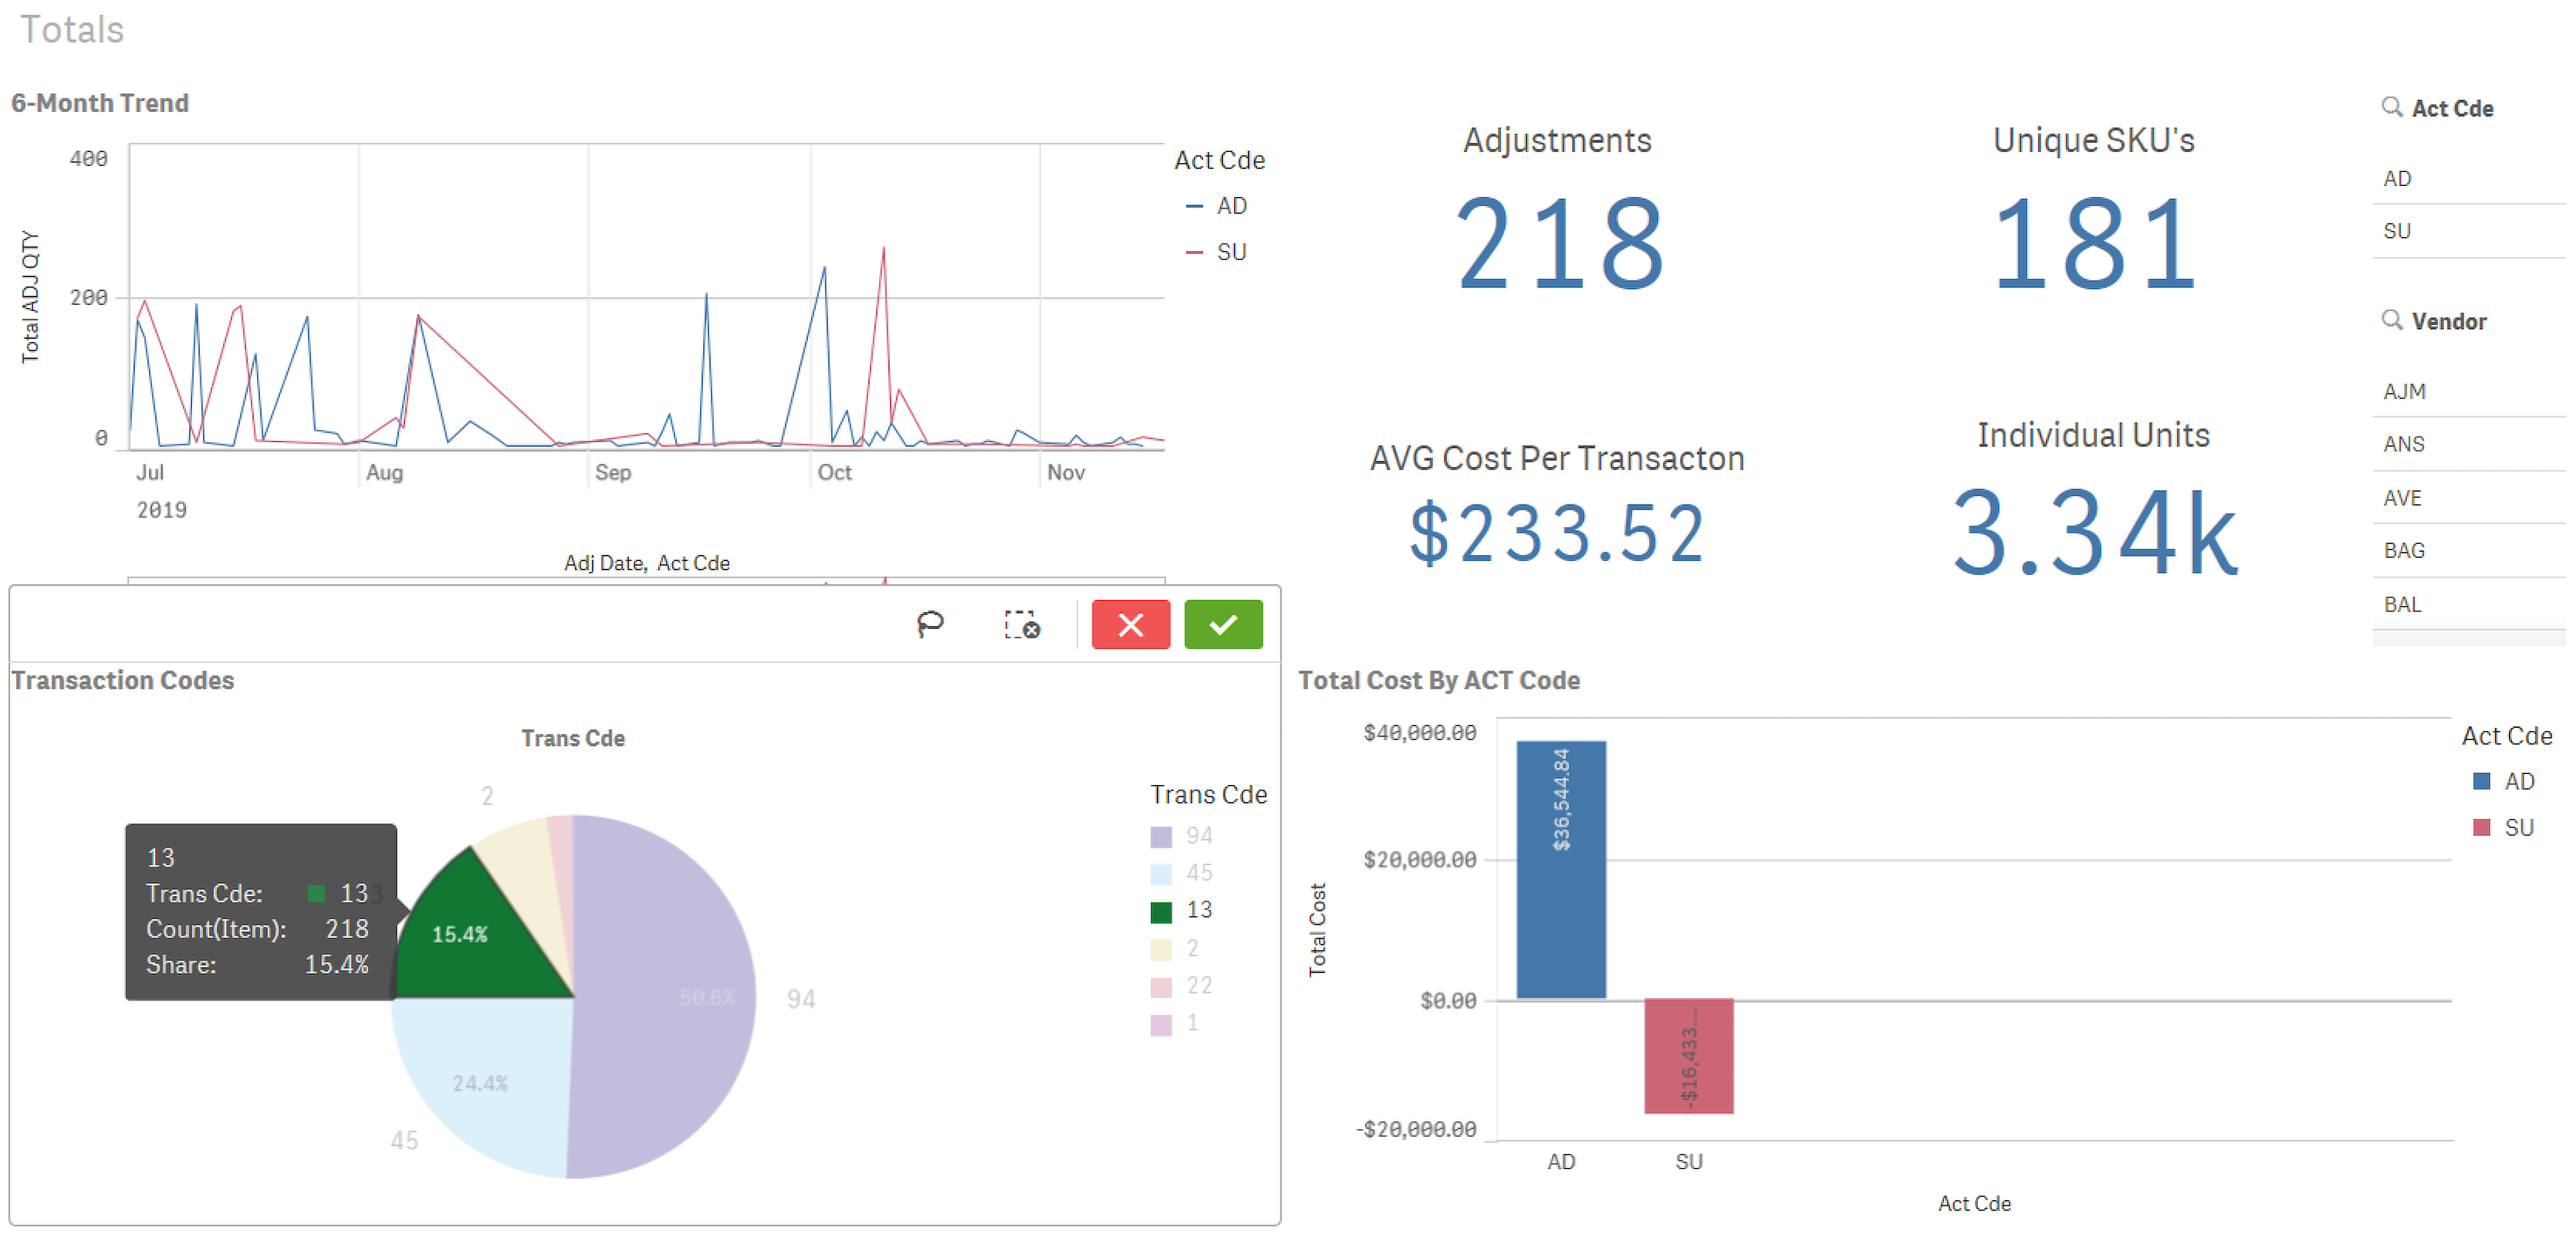 Totals
6-Month Trend
400
200
0
Total ADJ QTY
Jul
Aug
Sep
Oct
Nov
2019
Adj Date, Act Cde
Act Cde
AD
SU
Adjustments
218
Unique SKU's
181
AVG Cost Per Transacton
$233.52
Individual Units
3.34k
Act Cde
AD
SU
Vendor
AJM
ANS
AVE
BAG
BAL
Transaction Codes
Trans Cde
2
13
Trans Cde: 13
Count(Item): 218
Share: 15.4%
15.4%
50.6%
94
24.4%
45
Trans Cde
94
45
13
2
22
1
Total Cost By ACT Code
$40,000.00
$20,000.00
$0.00
-$20,000.00
Total Cost
$36,544.84
-$16,433....
AD
SU
Act Cde
Act Cde
AD
SU